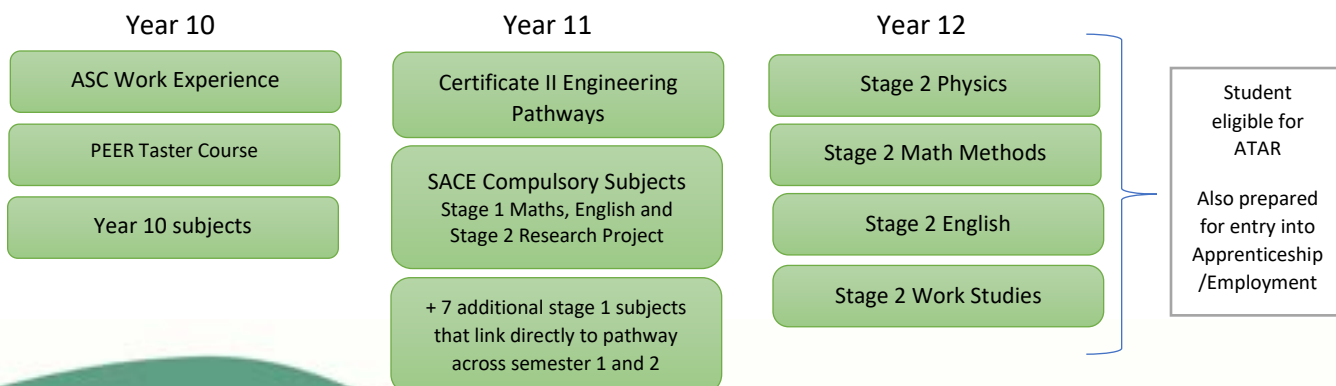 Year 10
ASC Work Experience
PEER Taster Course
Year 10 subjects
Year 11
Certificate II Engineering
Pathways
SACE Compulsory Subjects
Stage 1 Maths, English and
Stage 2 Research Project
+ 7 additional stage 1 subjects
that link directly to pathway
across semester 1 and 2
Year 12
Stage 2 Physics
Stage 2 Math Methods
Stage 2 English
Stage 2 Work Studies
Student
eligible for
ATAR
Also prepared
for entry into
Apprenticeship
/Employment